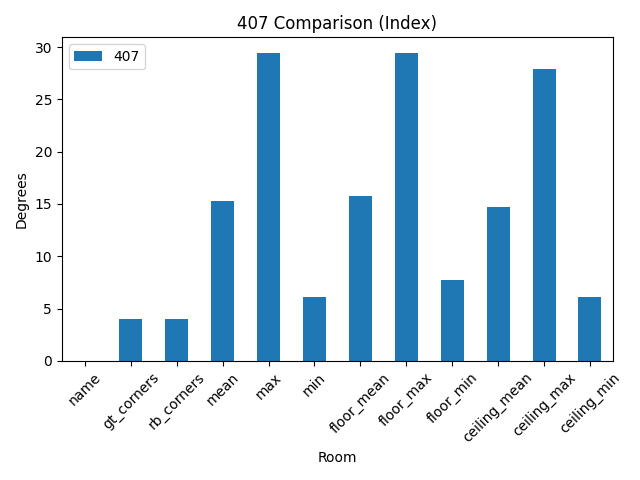 407 Comparison (Index)
407
Degrees
30
25
20
15
10
5
0
name
gt_corners
rb_corners
mean
max
min
floor_mean
floor_max
floor_min
ceiling_mean
ceiling_max
ceiling_min
Room